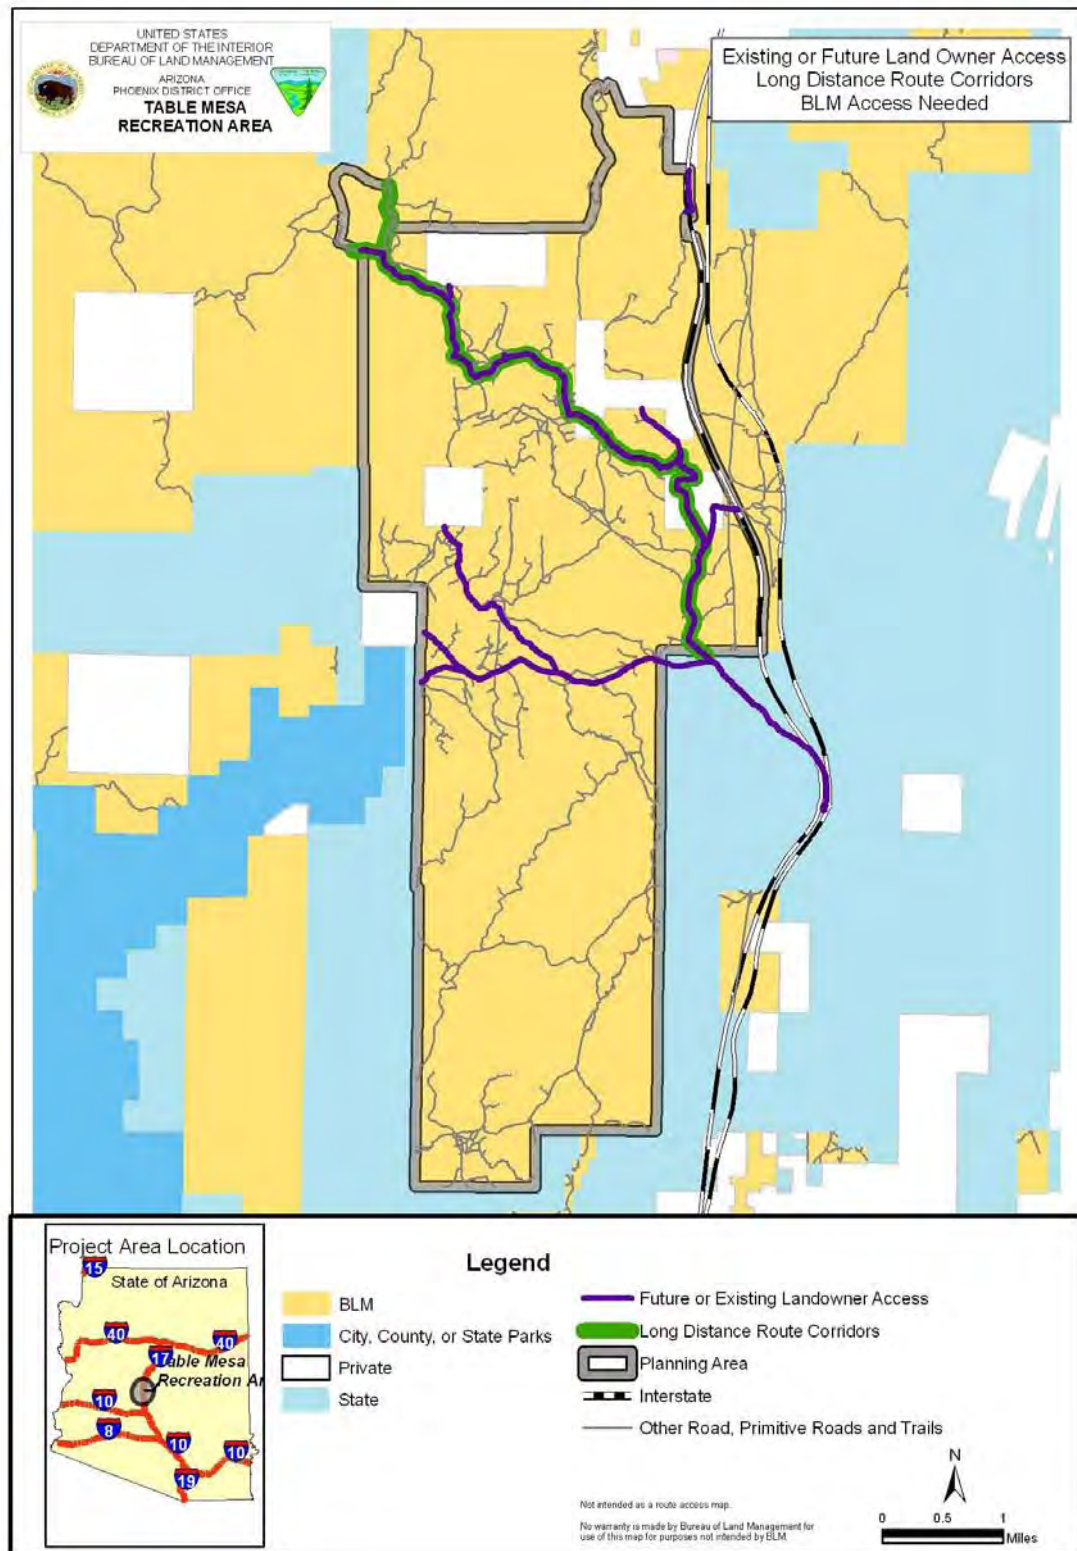 UNITED STATES
DEPARTMENT OF THE INTERIOR
BUREAU OF LAND MANAGEMENT
ARIZONA
PHOENIX DISTRICT OFFICE
TABLE MESA
RECREATION AREA
Existing or Future Land Owner Access
Long Distance Route Corridors
BLM Access Needed
Project Area Location
State of Arizona
15
40
40
17
able Mesa
Recreation Ar
10
8
10
10
19
Legend
BLM
City, County, or State Parks
Private
State
Future or Existing Landowner Access
Long Distance Route Corridors
Planning Area
Interstate
Other Road, Primitive Roads and Trails
Not intended as a route access map.
No warranty is made by Bureau of Land Management for
use of this map for purposes not intended by BLM.
N
0 0.5 1
Miles